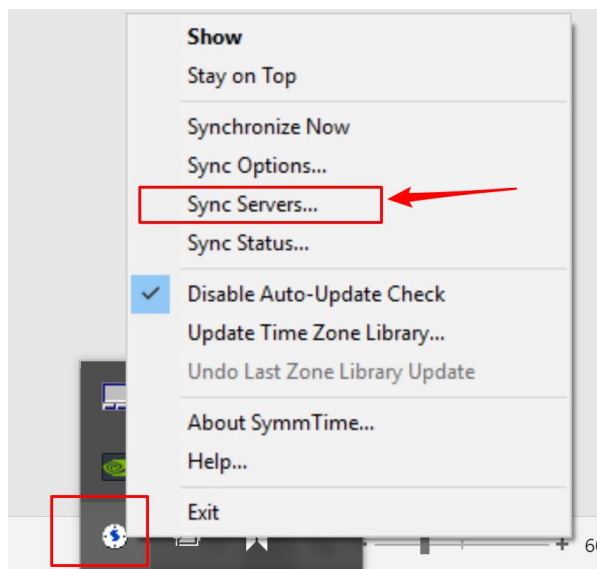 Show
Stay on Top
Synchronize Now
Sync Options...
Sync Servers...
Sync Status...
Disable Auto-Update Check
Update Time Zone Library...
Undo Last Zone Library Update
About SymmTime...
Help...
Exit